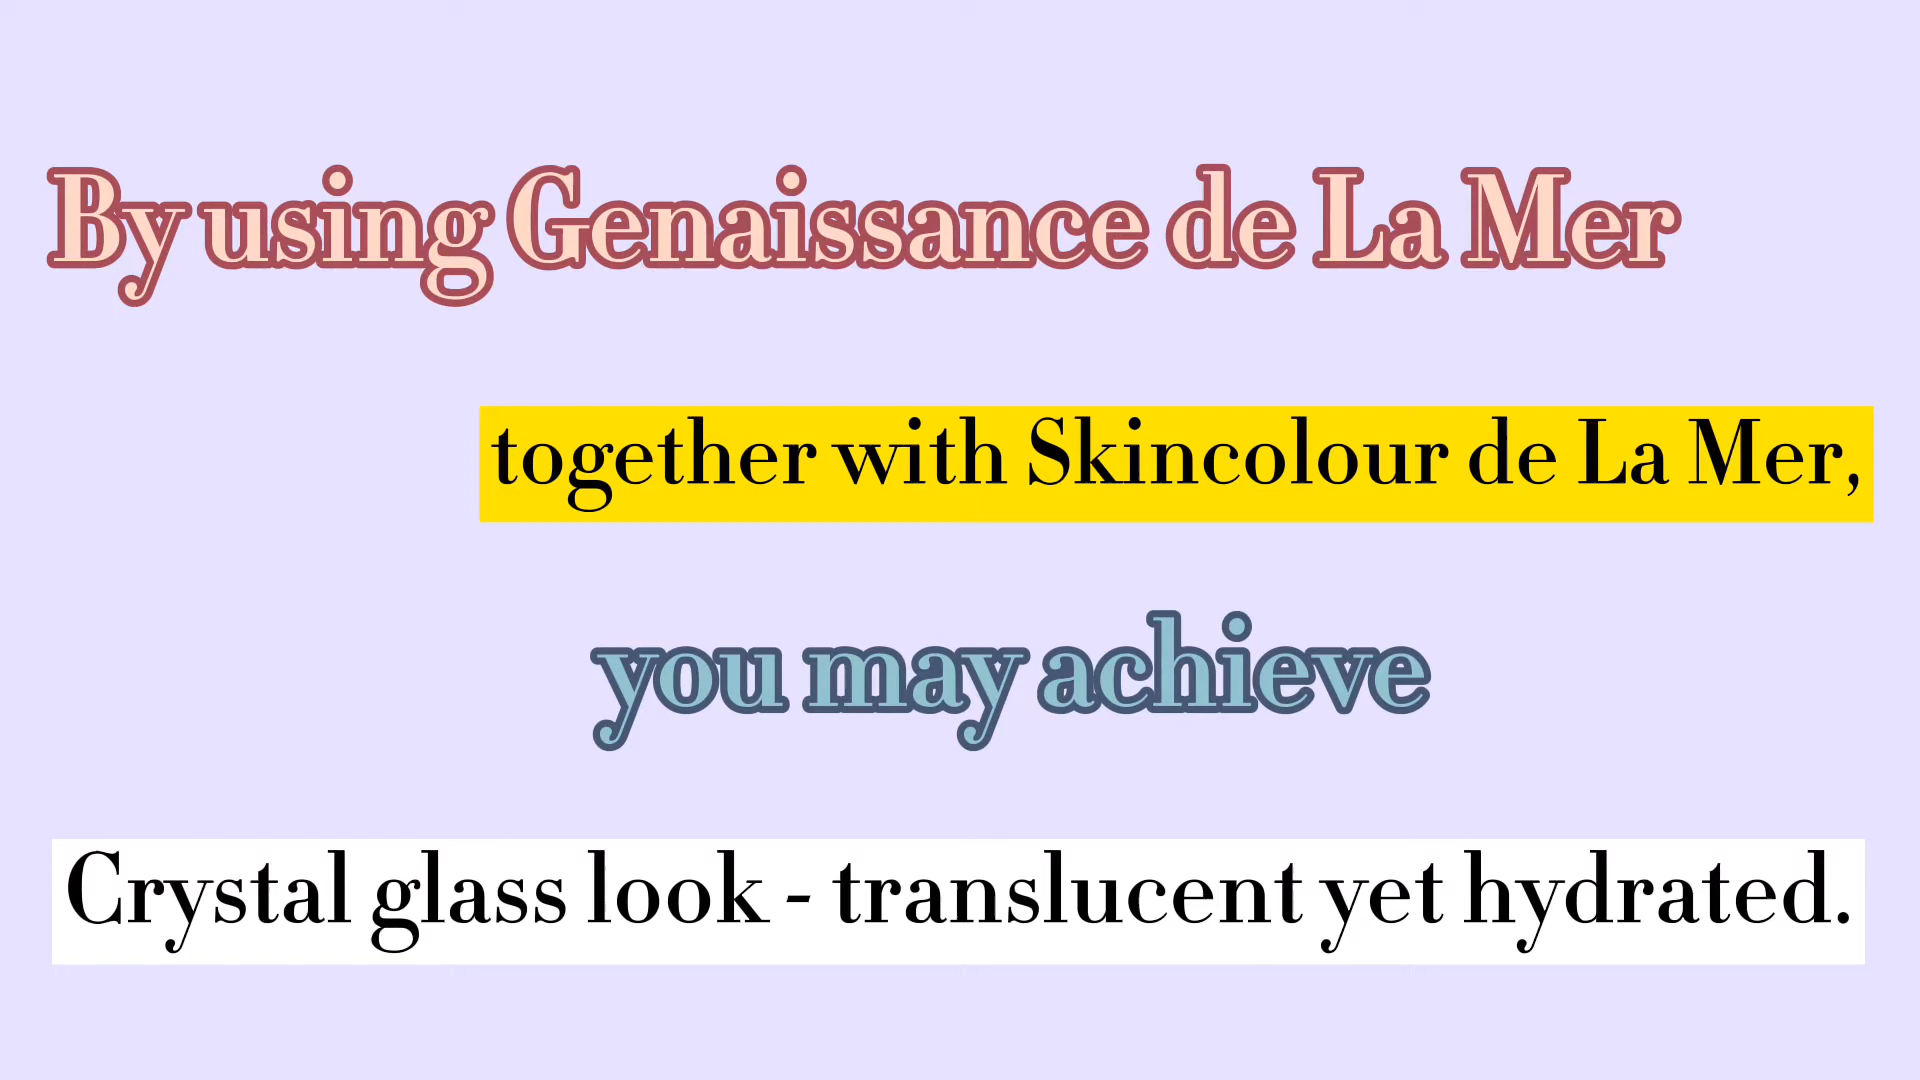 By using Genaissance de La Mer
together with Skincolour de La Mer,
you may achieve
Crystal glass look - translucent yet hydrated.